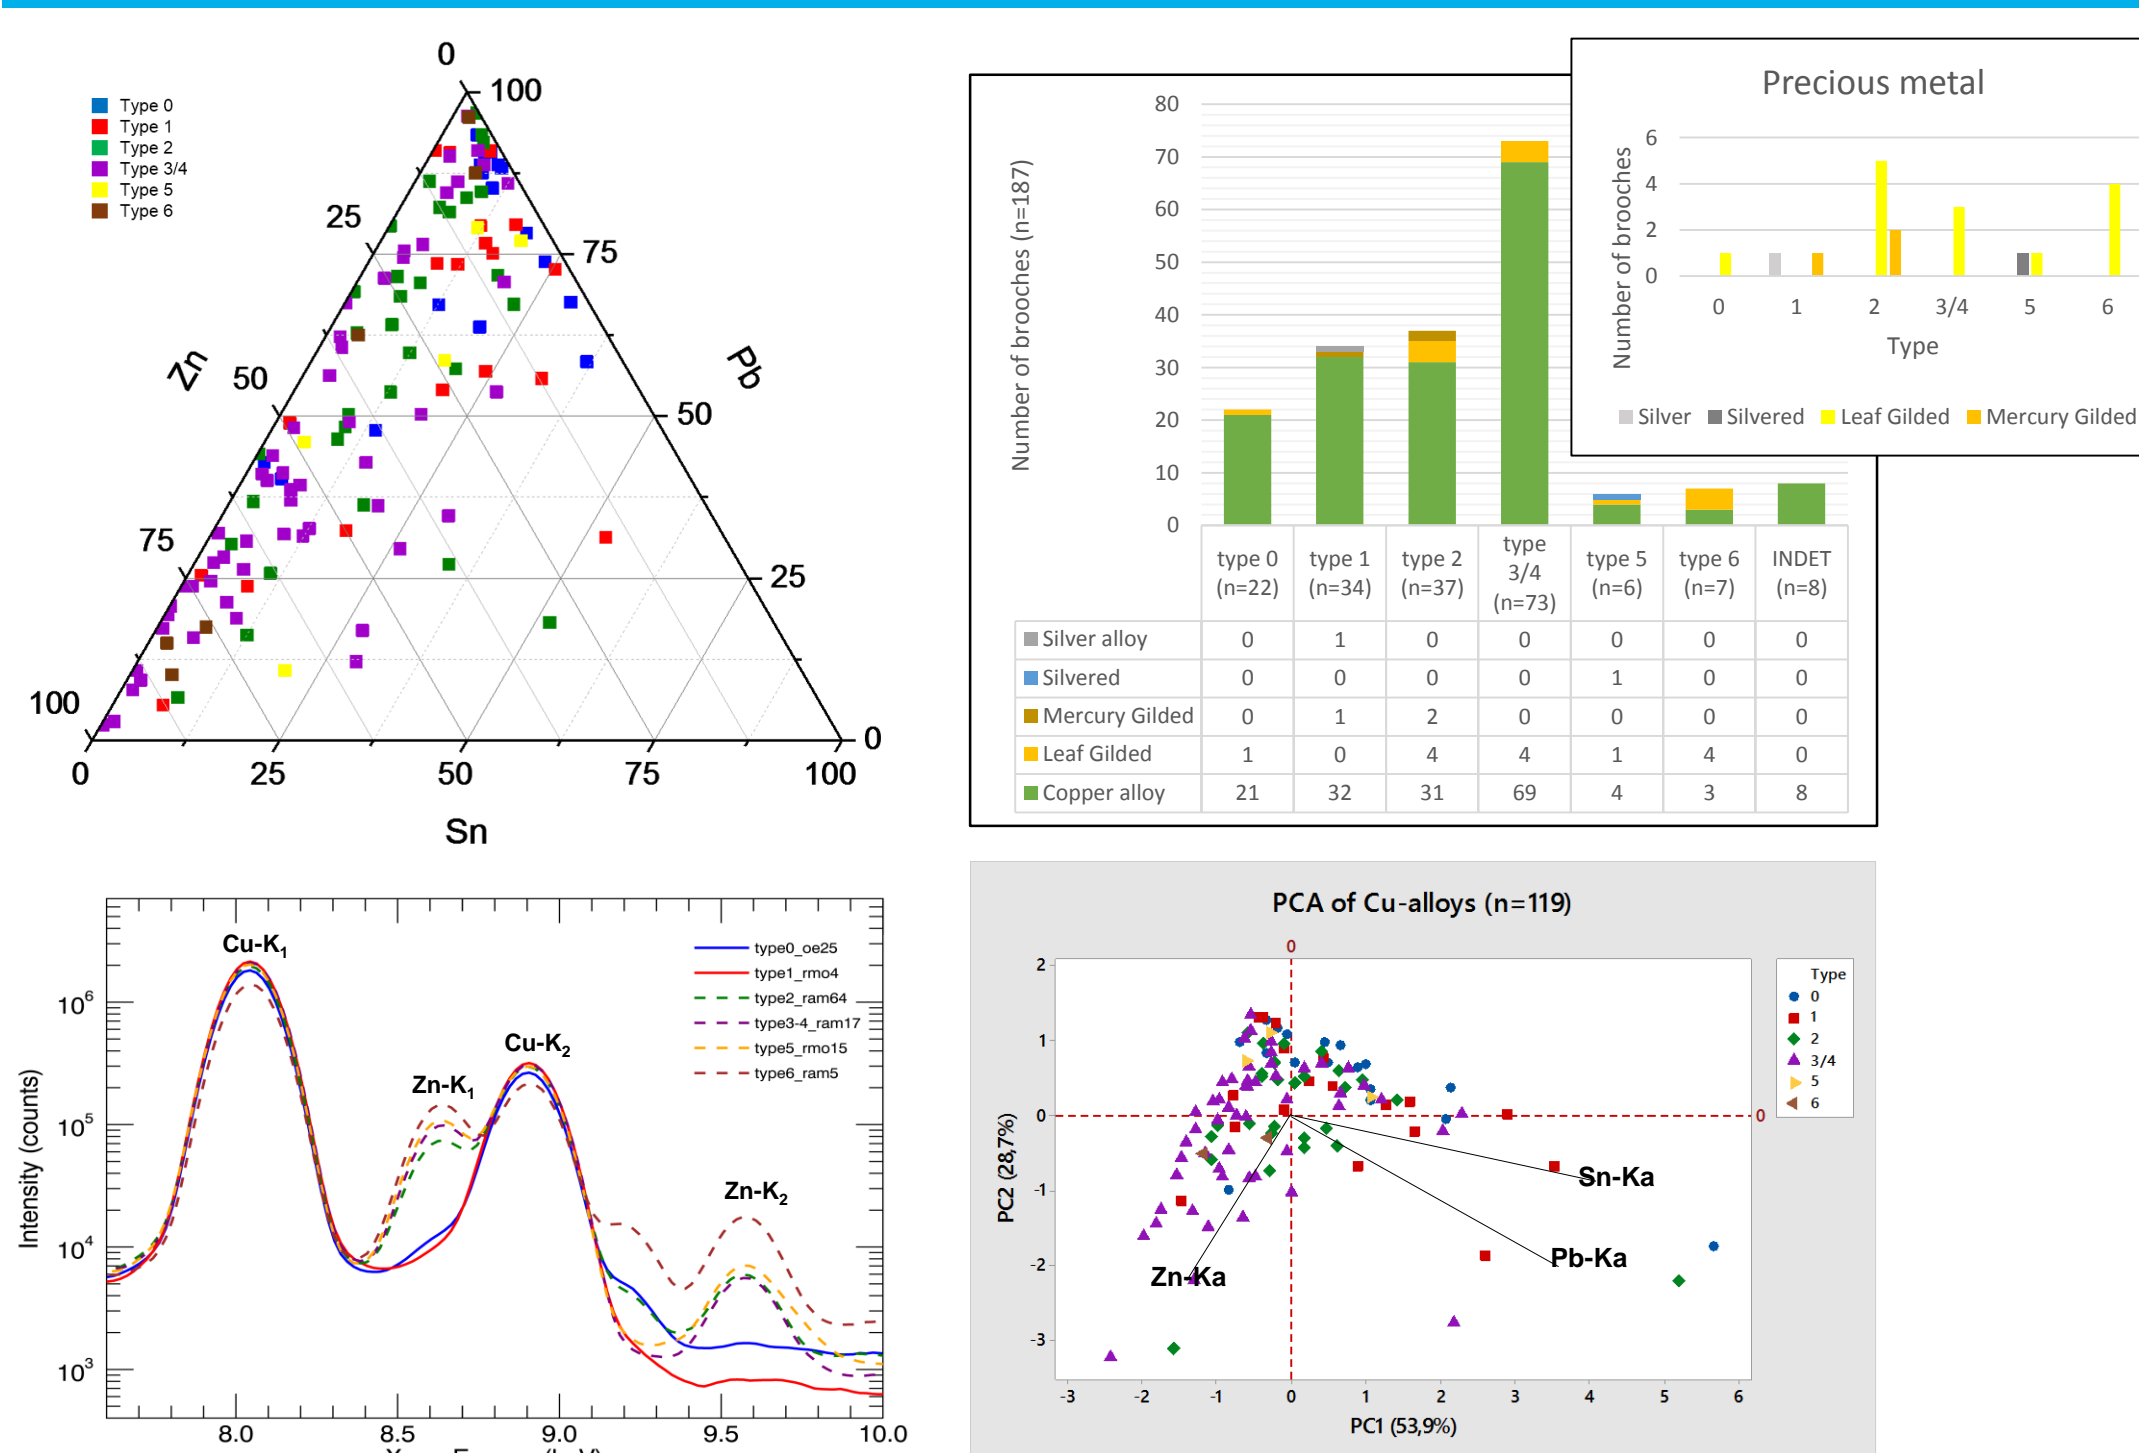 0
100
Type 0
Type 1
Type 2
Type 3/4
Type 5
Type 6
25
75
Zn
Pb
50
50
75
25
100
0
0
25
50
75
100
Sn
80
70
60
50
40
30
20
10
0
Number of brooches (n=187)
type 0 (n=22)
type 1 (n=34)
type 2 (n=37)
type 3/4 (n=73)
type 5 (n=6)
type 6 (n=7)
INDET (n=8)
Silver alloy 0 1 0 0 0 0 0
Silvered 0 0 0 0 1 0 0
Mercury Gilded 0 1 2 0 0 0 0
Leaf Gilded 1 0 4 4 1 4 0
Copper alloy 21 32 31 69 4 3 8
Precious metal
Number of brooches
6
4
2
0
0 1 2 3/4 5 6
Type
Silver Silvered Leaf Gilded Mercury Gilded
Cu-K1
Zn-K1
Cu-K2
Zn-K2
type0_oe25
type1_rmo4
type2_ram64
type3-4_ram17
type5_rmo15
type6_ram5
Intensity (counts)
10^6
10^5
10^4
10^3
8.0 8.5 9.0 9.5 10.0
PCA of Cu-alloys (n=119)
0
2
1
0
-1
-2
-3
0
PC2 (28,7%)
Type
0
1
2
3/4
5
6
Sn-Ka
Pb-Ka
Zn-Ka
-3 -2 -1 0 1 2 3 4 5 6
PC1 (53,9%)